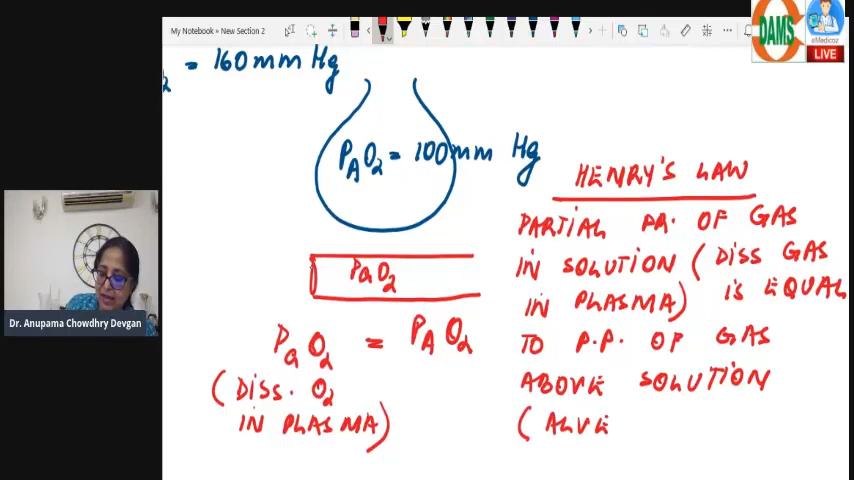 My Notebook » New Section 2
DAMS
eMedicoz
LIVE
= 160 mm Hg
PAO2 = 100 mm Hg
HENRY'S LAW
PARTIAL PR. OF GAS
IN SOLUTION (DISS GAS
IN PLASMA) IS EQUAL
TO P.P. OF GAS
ABOVE SOLUTION
(ALVE
PaO2
PaO2 = PAO2
(DISS. O2
IN PLASMA)
Dr. Anupama Chowdhry Devgan